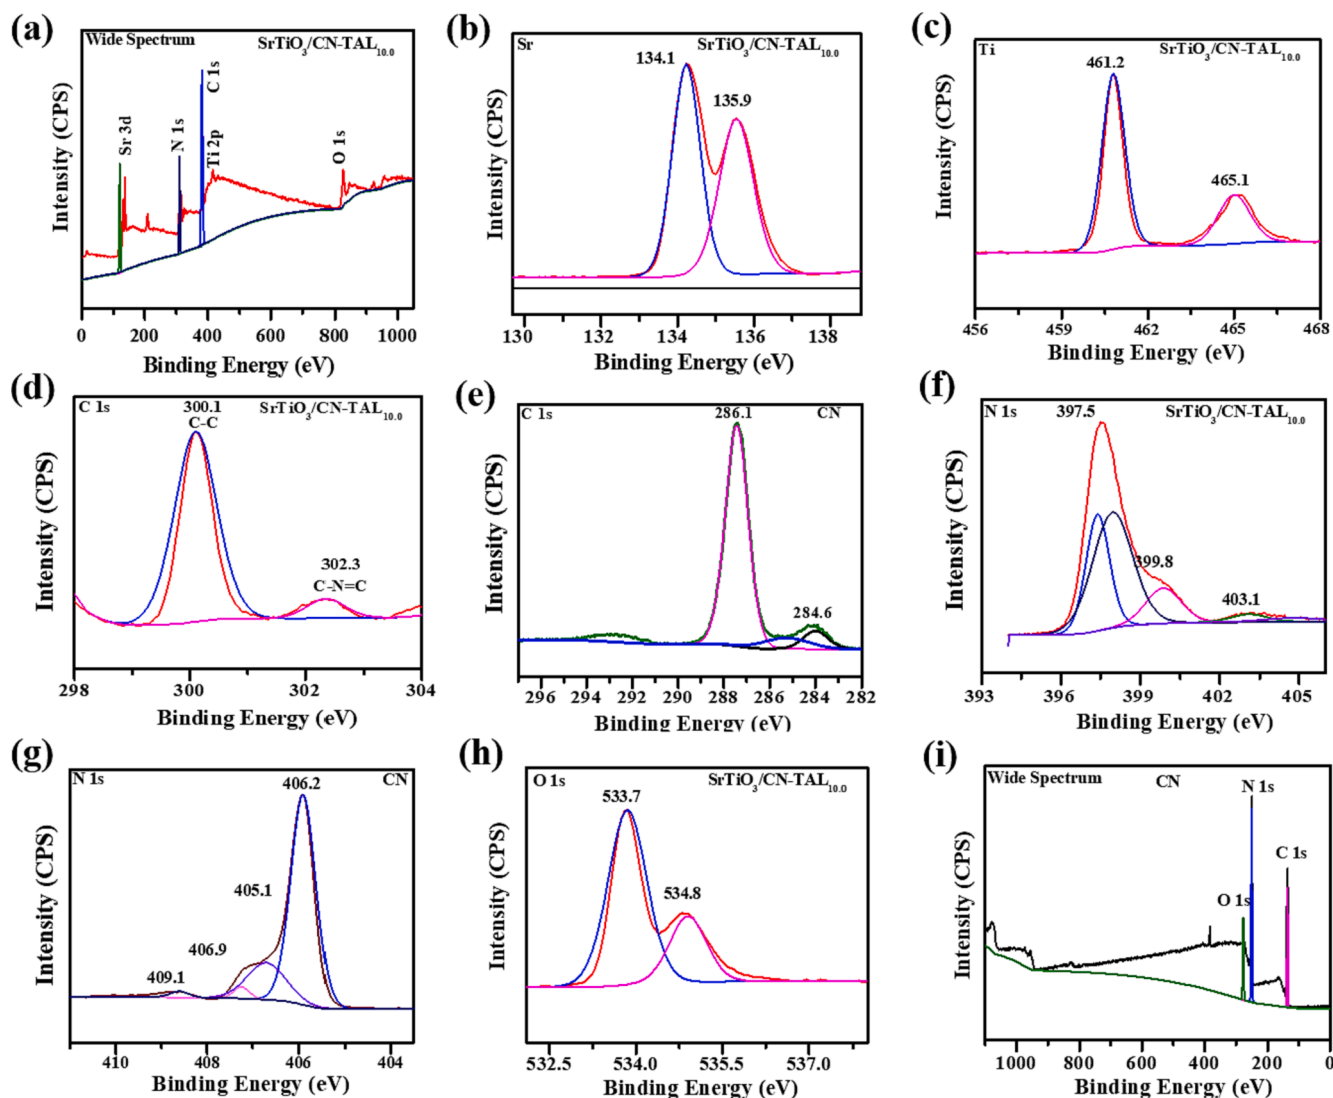 (a)
Wide Spectrum
SrTiO3/CN-TAL10.0
Sr 3d
N 1s
C 1s
Ti 2p
O 1s
Intensity (CPS)
0 200 400 600 800 1000
Binding Energy (eV)
(b)
Sr
SrTiO3/CN-TAL10.0
134.1
135.9
Intensity (CPS)
130 132 134 136 138
Binding Energy (eV)
(c)
Ti
SrTiO3/CN-TAL10.0
461.2
465.1
Intensity (CPS)
456 459 462 465 468
Binding Energy (eV)
(d)
C 1s
300.1
C-C
SrTiO3/CN-TAL10.0
302.3
C-N=C
Intensity (CPS)
298 300 302 304
Binding Energy (eV)
(e)
C 1s
286.1
CN
284.6
Intensity (CPS)
296 294 292 290 288 286 284 282
Binding Energy (eV)
(f)
N 1s
397.5
SrTiO3/CN-TAL10.0
399.8
403.1
Intensity (CPS)
393 396 399 402 405
Binding Energy (eV)
(g)
N 1s
406.2
CN
405.1
406.9
409.1
Intensity (CPS)
410 408 406 404
Binding Energy (eV)
(h)
O 1s
533.7
SrTiO3/CN-TAL10.0
534.8
Intensity (CPS)
532.5 534.0 535.5 537.0
Binding Energy (eV)
(i)
Wide Spectrum
CN
N 1s
C 1s
O 1s
Intensity (CPS)
1000 800 600 400 200 0
Binding Energy (eV)